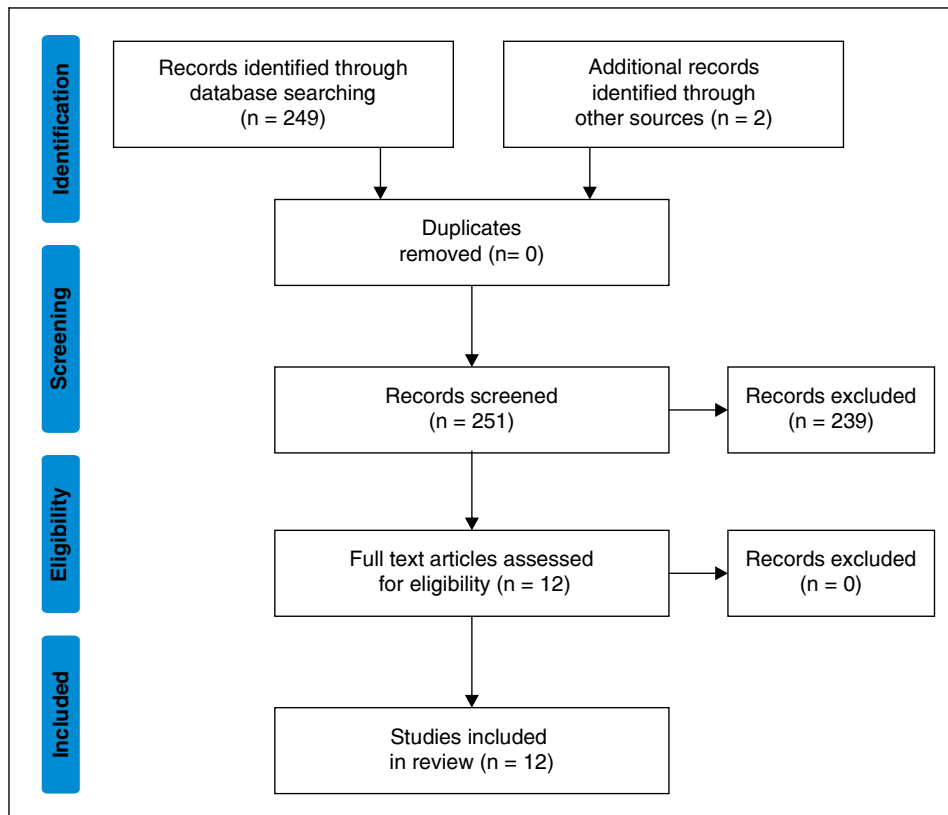 Identification
Records identified through
database searching
(n = 249)
Additional records
identified through
other sources (n = 2)
Duplicates
removed (n= 0)
Screening
Records screened
(n = 251)
Records excluded
(n = 239)
Eligibility
Full text articles assessed
for eligibility (n = 12)
Records excluded
(n = 0)
Included
Studies included
in review (n = 12)